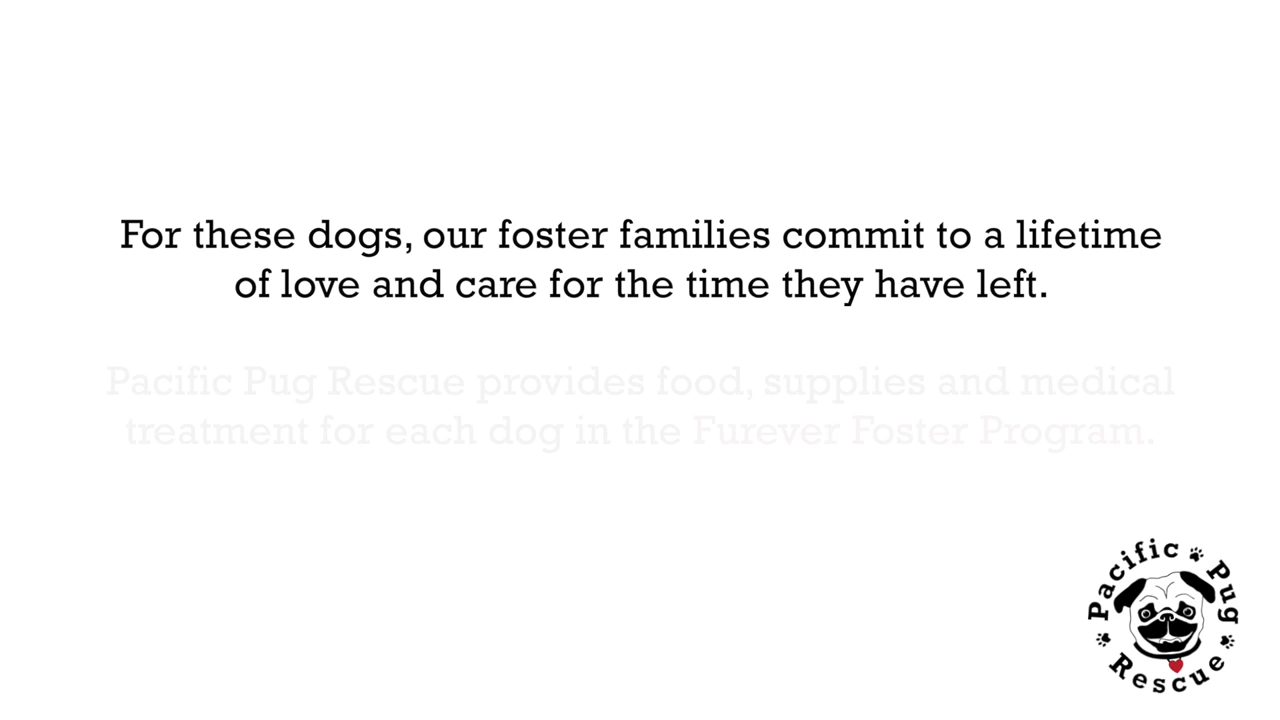 For these dogs, our foster families commit to a lifetime
of love and care for the time they have left.
Pacific Pug Rescue provides food, supplies and medical
treatment for each dog in the Furever Foster Program.
Pacific Pug
Rescue